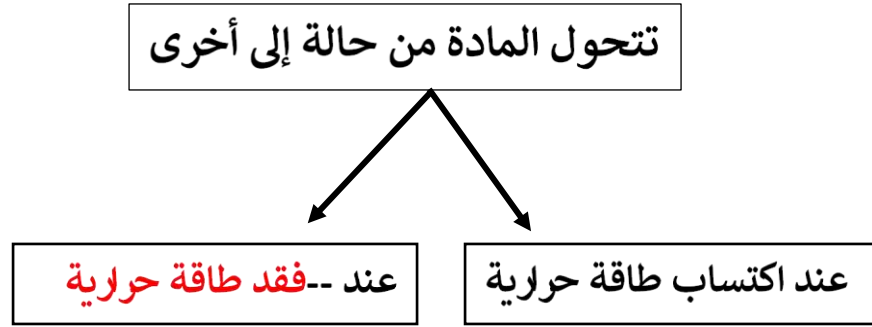 تتحول المادة من حالة إلى أخرى
عند اكتساب طاقة حرارية
عند --فقد طاقة حرارية